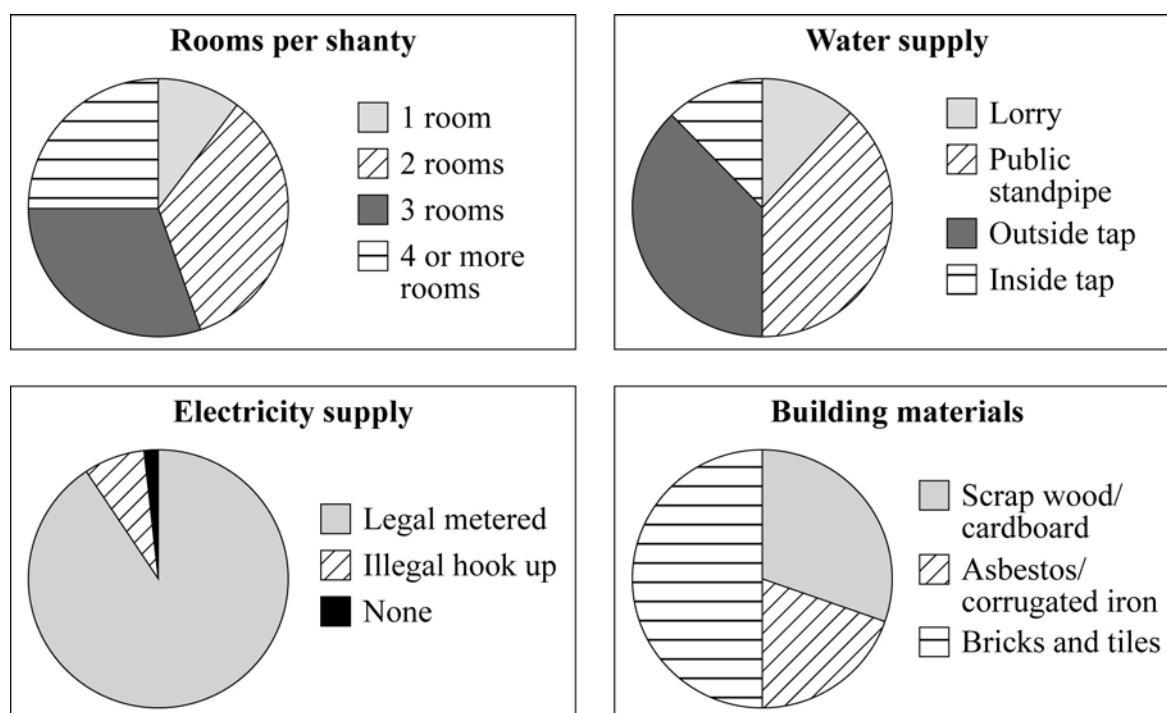 Rooms per shanty
1 room
2 rooms
3 rooms
4 or more
rooms
Water supply
Lorry
Public
standpipe
Outside tap
Inside tap
Electricity supply
Legal metered
Illegal hook up
None
Building materials
Scrap wood/
cardboard
Asbestos/
corrugated iron
Bricks and tiles